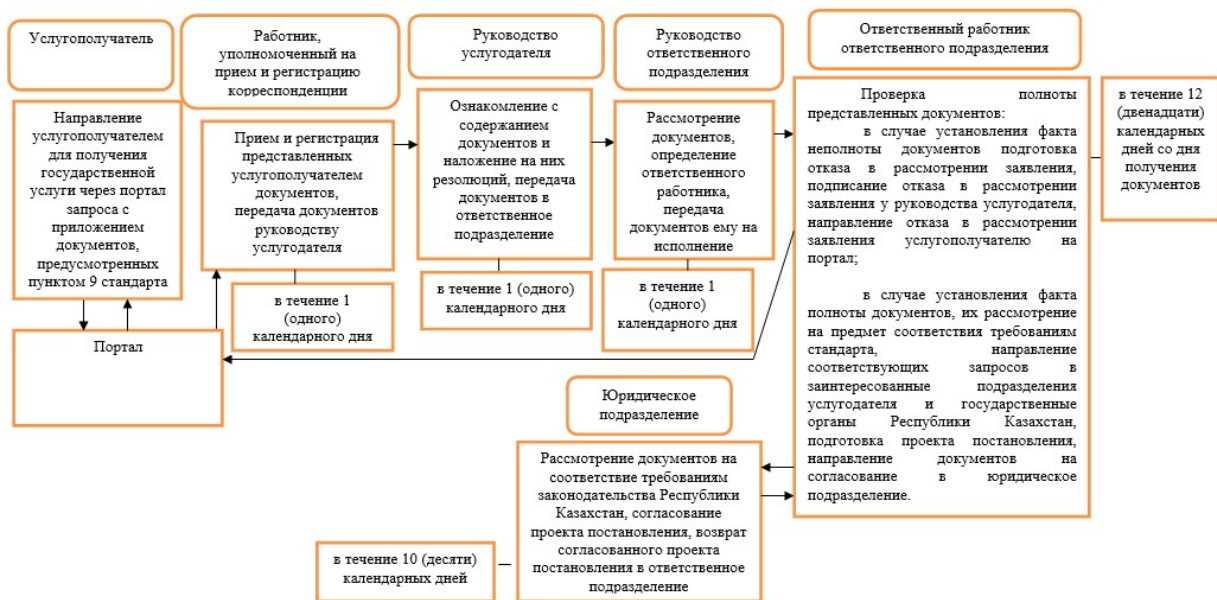 Услугополучатель
Работник,
уполномоченный на
прием и регистрацию
корреспонденции
Руководство
услугодателя
Руководство
ответственного
подразделения
Ответственный работник
ответственного подразделения
Направление
услугополучателем
для получения
государственной
услуги через портал
запроса с
приложением
документов,
предусмотренных
пунктом 9 стандарта
Прием и регистрация
представленных
услугополучателем
документов,
передача документов
руководству
услугодателя
Ознакомление с
содержанием
документов и
наложение на них
резолюций, передача
документов в
ответственное
подразделение
Рассмотрение
документов,
определение
ответственного
работника,
передача
документов ему на
исполнение
Проверка полноты
представленных документов:
в случае установления факта
неполноты документов подготовка
отказа в рассмотрении заявления,
подписание отказа в рассмотрении
заявления у руководства услугодателя,
направление отказа в рассмотрении
заявления услугополучателю на
портал;
в случае установления факта
полноты документов, их рассмотрение
на предмет соответствия требованиям
стандарта, направление
соответствующих запросов в
заинтересованные подразделения
услугодателя и государственные
органы Республики Казахстан,
подготовка проекта постановления,
направление документов на
согласование в юридическое
подразделение.
в течение 12
(двенадцати)
календарных
дней со дня
получения
документов
в течение 1
(одного)
календарного дня
в течение 1 (одного)
календарного дня
в течение 1
(одного)
календарного дня
Портал
Юридическое
подразделение
Рассмотрение документов на
соответствие требованиям
законодательства Республики
Казахстан, согласование
проекта постановления, возврат
согласованного проекта
постановления в ответственное
подразделение
в течение 10 (десяти)
календарных дней